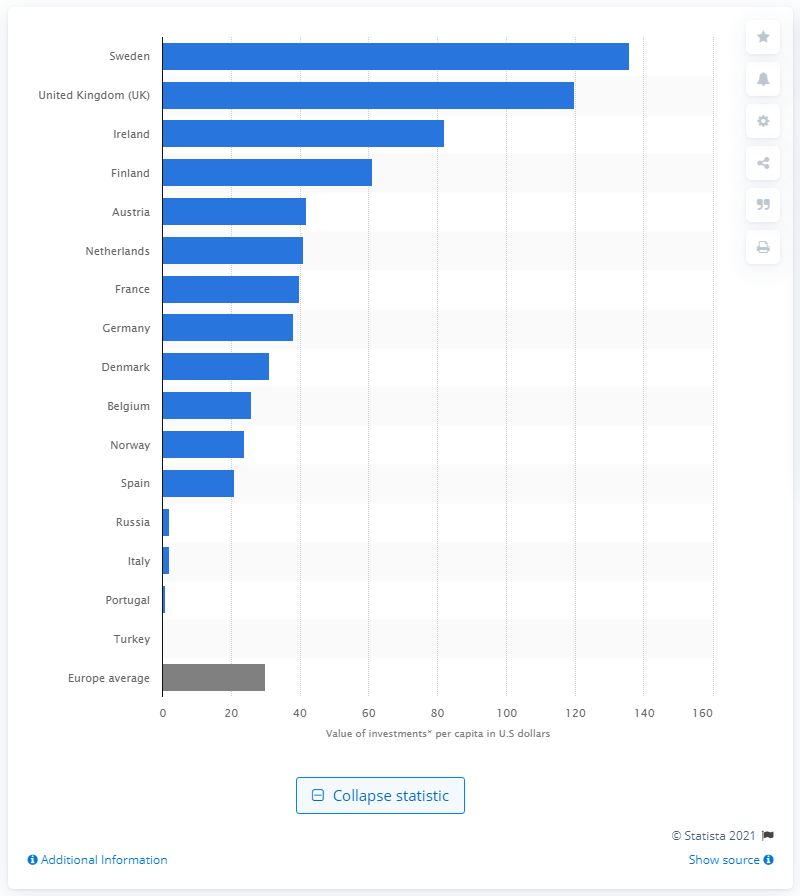 Sweden
United Kingdom (UK)
Ireland
Finland
Austria
Netherlands
France
Germany
Denmark
Belgium
Norway
Spain
Russia
Italy
Portugal
Turkey
Europe average
0 20 40 60 80 100 120 140 160
Value of investments* per capita in U.S dollars
Collapse statistic
© Statista 2021
Additional Information Show source